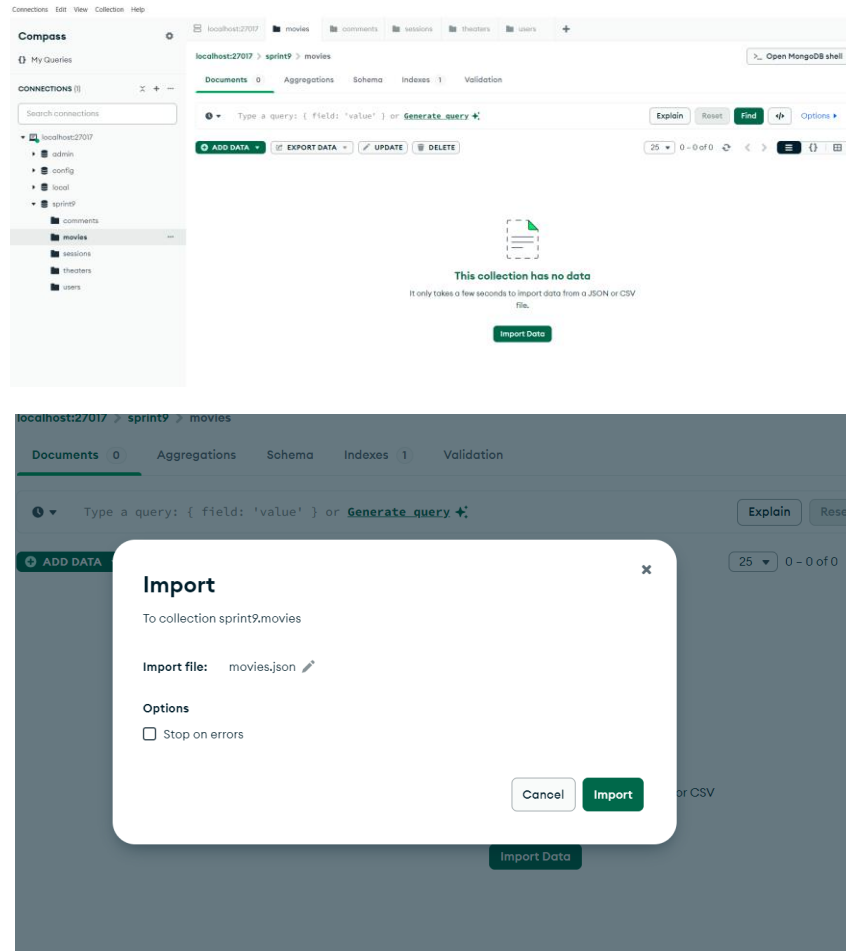 Connections Edit View Collection Help
Compass
localhost:27017 movies comments sessions theaters users +
My Queries
localhost:27017 > sprint9 > movies
>_ Open MongoDB shell
Documents 0 Aggregations Schema Indexes 1 Validation
CONNECTIONS (1)
Search connections
Type a query: { field: 'value' } or Generate query
Explain Reset Find </> Options
localhost:27017
admin
config
local
sprint9
comments
movies
sessions
theaters
users
ADD DATA EXPORT DATA UPDATE DELETE
25 0 – 0 of 0
This collection has no data
It only takes a few seconds to import data from a JSON or CSV
file.
Import Data
localhost:27017 > sprint9 > movies
Documents 0 Aggregations Schema Indexes 1 Validation
Type a query: { field: 'value' } or Generate query
Explain Rese
ADD DATA
25 0 – 0 of 0
Import
To collection sprint9.movies
Import file: movies.json
Options
Stop on errors
Cancel Import
or CSV
Import Data